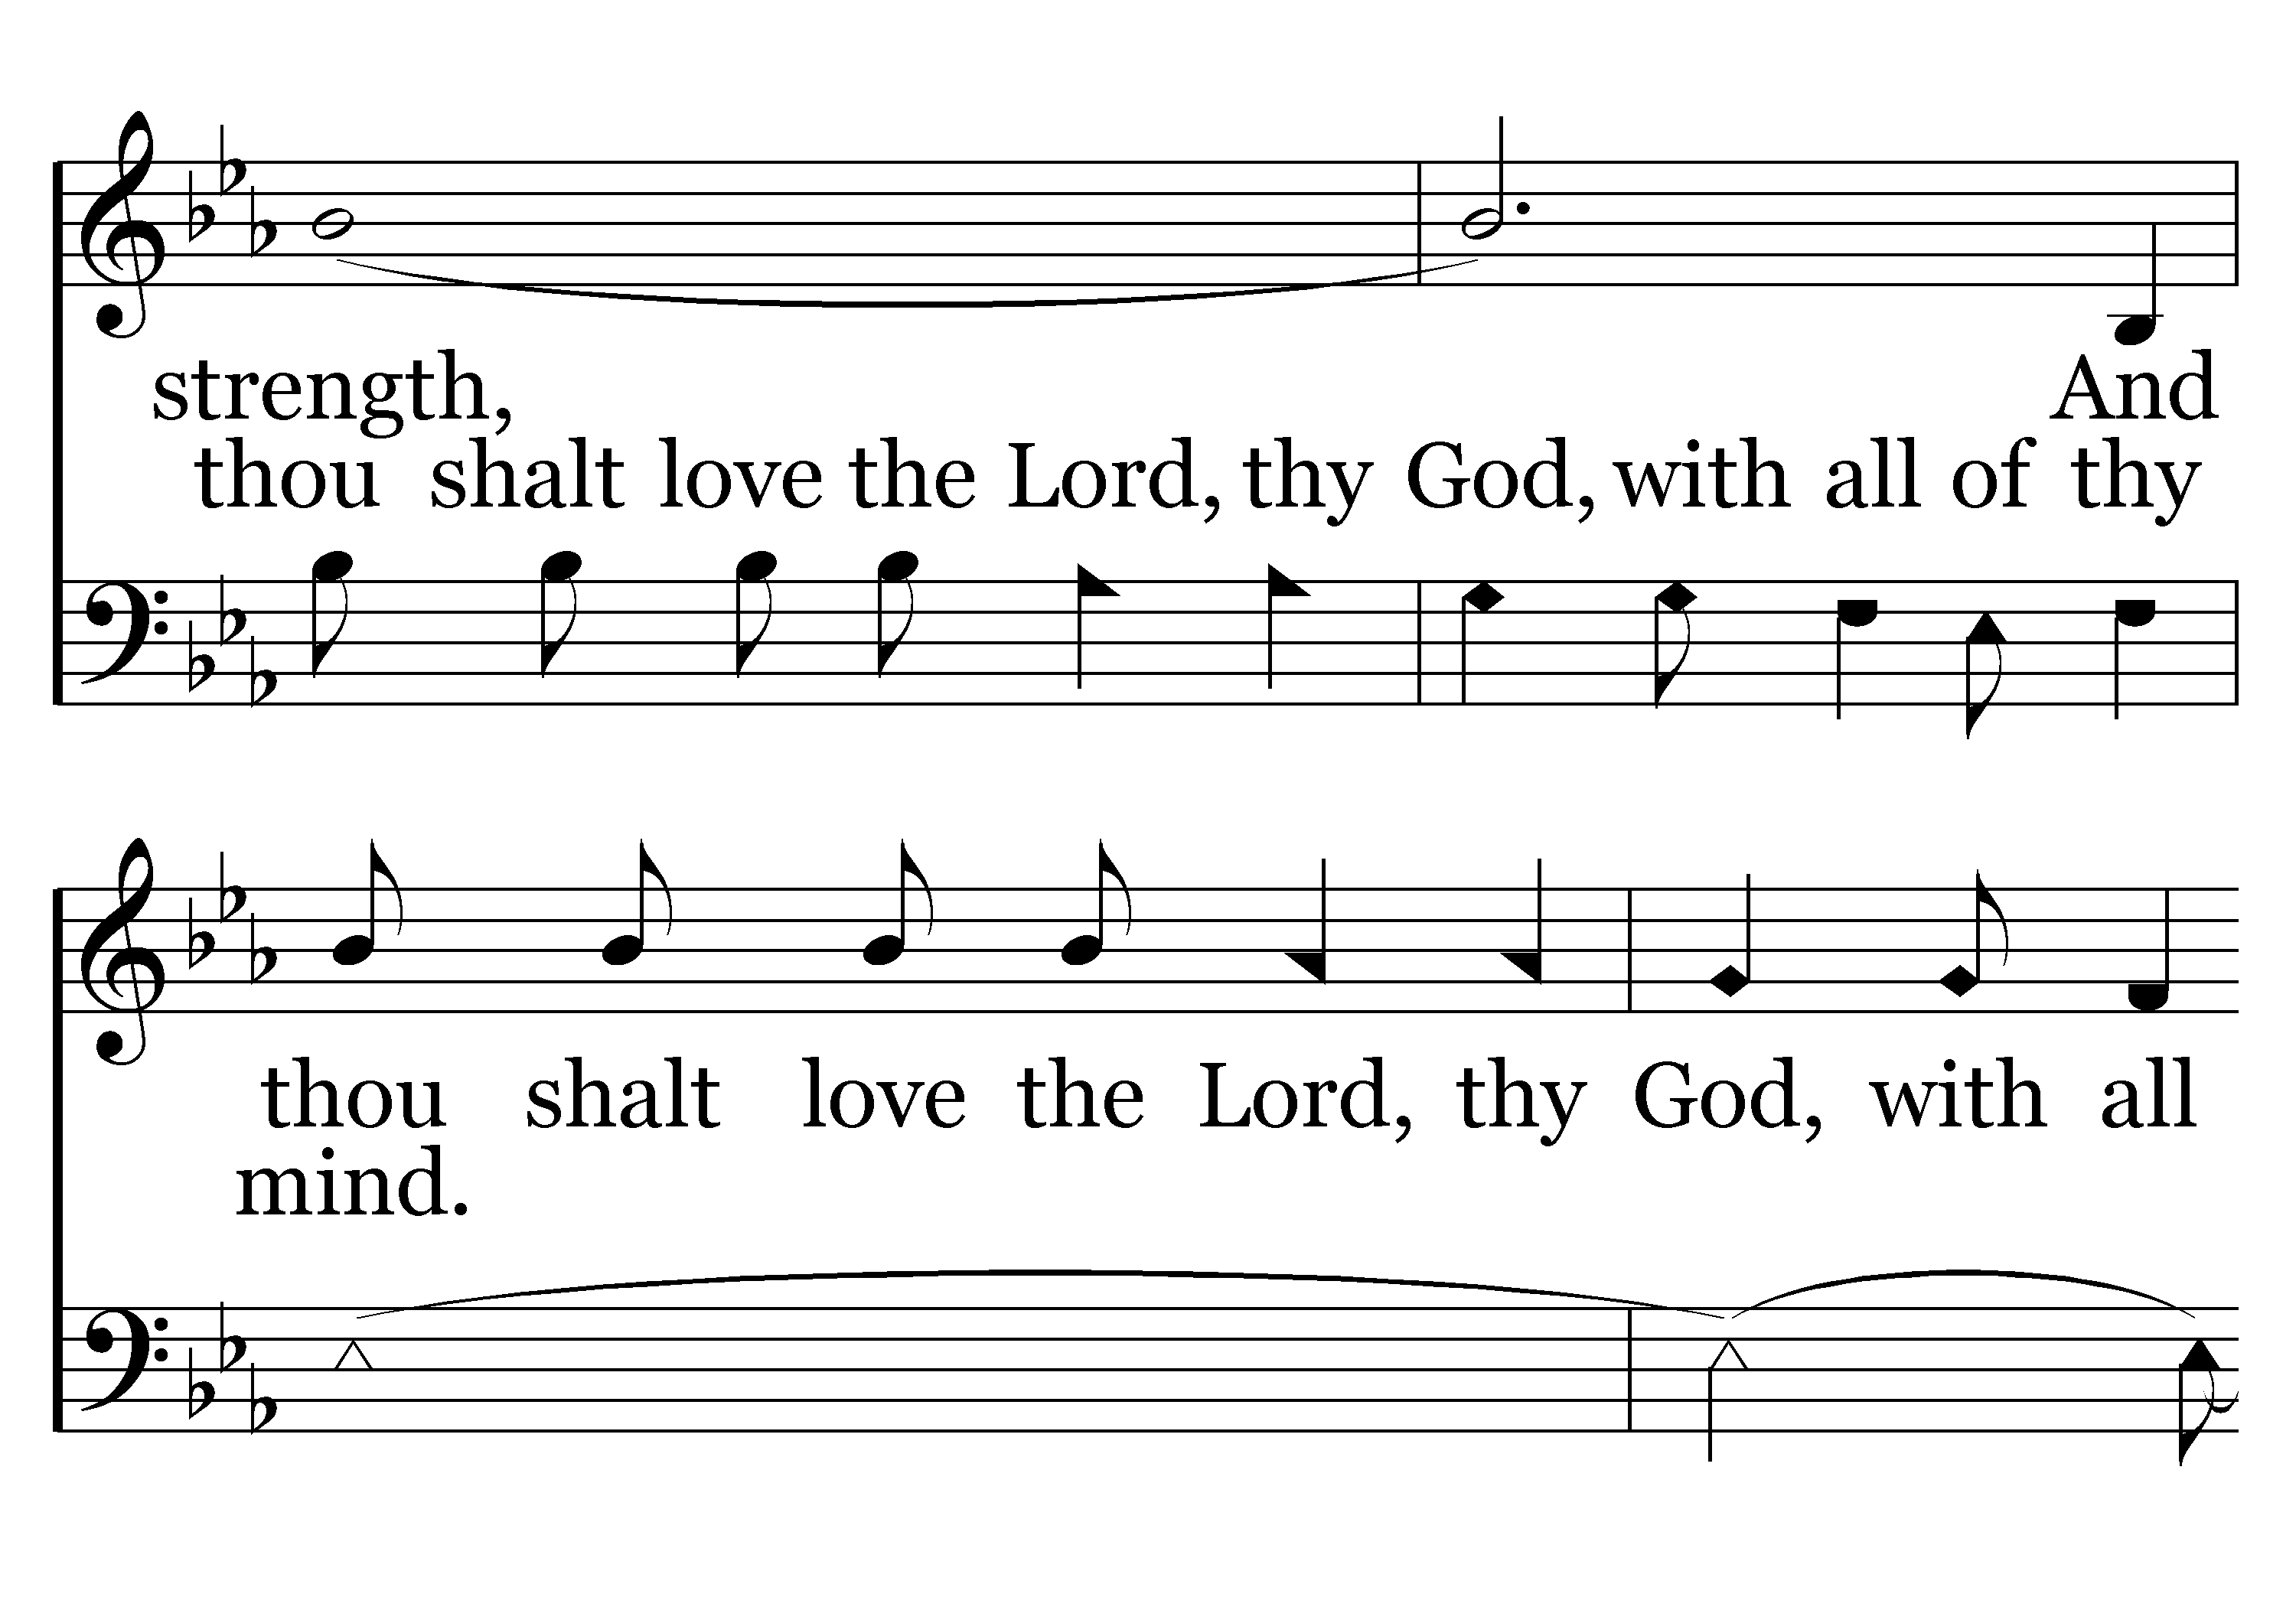 strength, And
thou shalt love the Lord, thy God, with all of thy
thou shalt love the Lord, thy God, with all
mind.